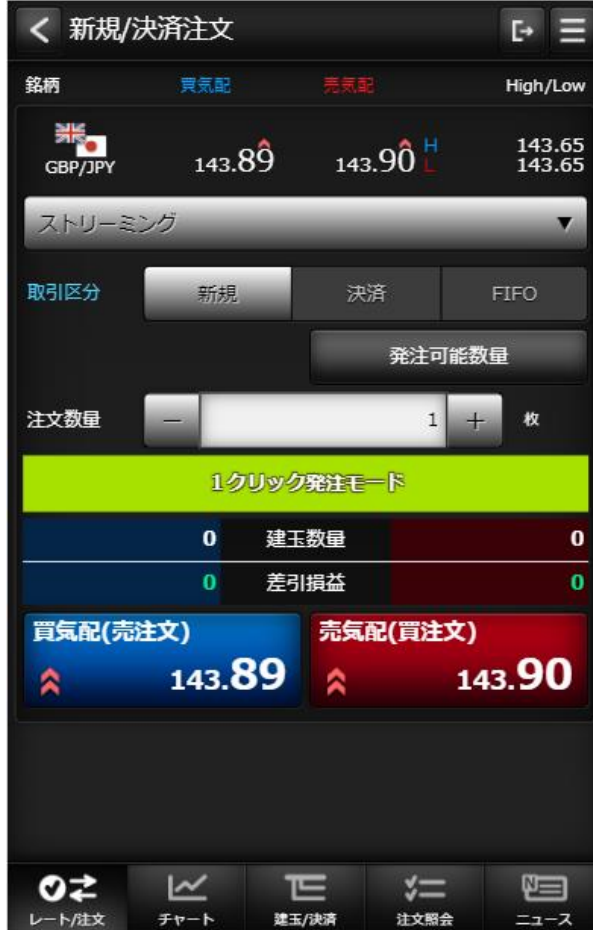 新規/決済注文
銘柄 買気配 売気配 High/Low
GBP/JPY 143.89 143.90 H 143.65
L 143.65
ストリーミング ▼
取引区分 新規 決済 FIFO
発注可能数量
注文数量 － 1 ＋ 枚
1クリック発注モード
0 建玉数量 0
0 差引損益 0
買気配(売注文) 売気配(買注文)
143.89 143.90
レート/注文 チャート 建玉/決済 注文照会 ニュース